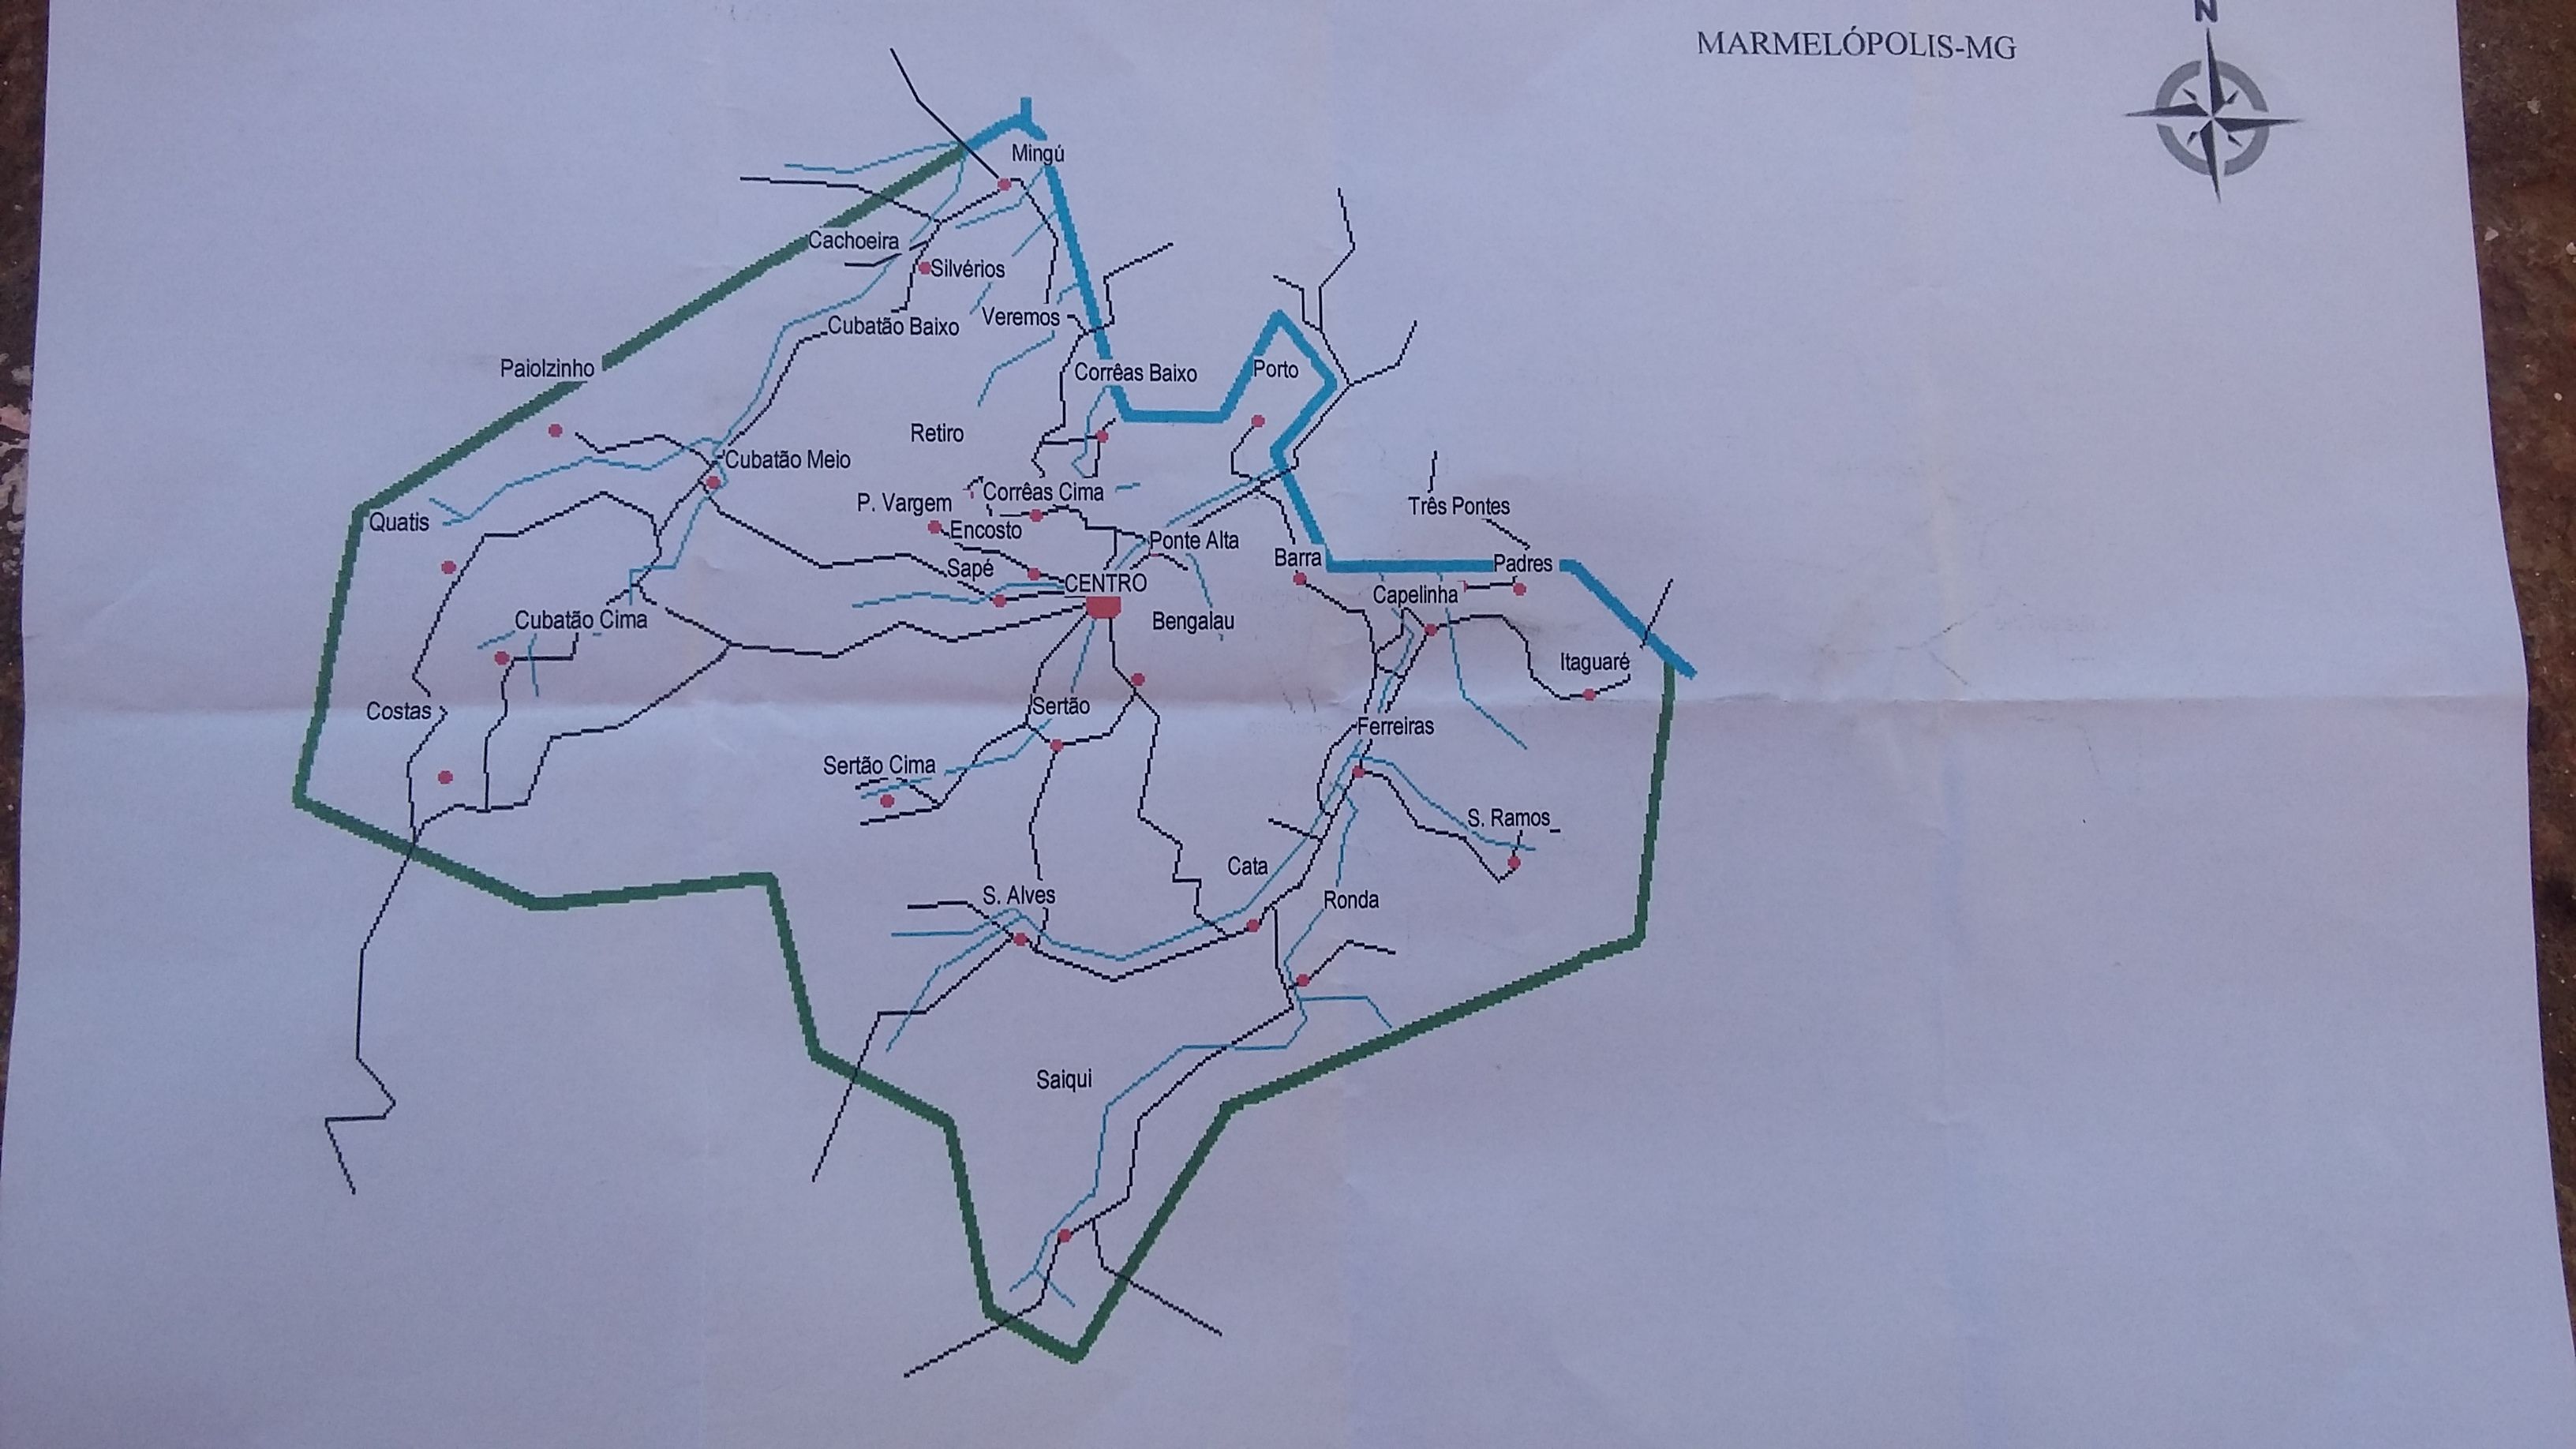 N
MARMELÓPOLIS-MG
Mingú
Cachoeira
Silvérios
Veremos
Cubatão Baixo
Paiolzinho
Corrêas Baixo
Porto
Retiro
Cubatão Meio
P. Vargem
Corrêas Cima
Três Pontes
Quatis
Encosto
Ponte Alta
Barra
Padres
Sapé
CENTRO
Capelinha
Cubatão Cima
Bengalau
Itaguaré
Costas
Sertão
Ferreiras
Sertão Cima
S. Ramos_
Cata
S. Alves
Ronda
Saiqui